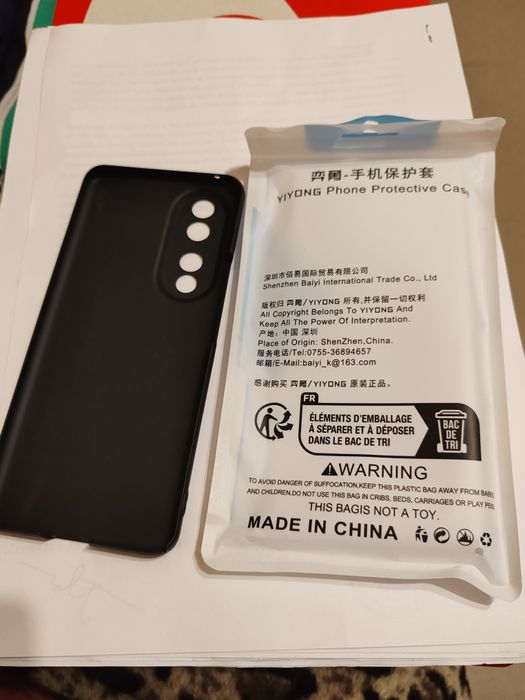 弈阁-手机保护套
YIYONG Phone Protective Case
深圳市佰易国际贸易有限公司
Shenzhen Baiyi International Trade Co., Ltd
版权归 /YIYONG 所有,并保留一切权利
All Copyright Belongs To YIYONG And
Keep All The Power Of Interpretation.
产地: 中国 深圳
Place of Origin: ShenZhen,China.
服务电话/Tel:0755-36894657
邮箱/E-Mail:baiyi_k@163.com
感谢购买 /YIYONG 原装正品。
FR
ÉLÉMENTS D'EMBALLAGE
À SÉPARER ET À DÉPOSER
DANS LE BAC DE TRI
BAC
DE
TRI
WARNING
TO AVOID DANGER OF SUFFOCATION,KEEP THIS PLASTIC BAG AWAY FROM BABIES
AND CHILDREN.DO NOT USE THIS BAG IN CRIBS, BEDS, CARRIAGES OR PLAY PENS.
THIS BAGIS NOT A TOY.
MADE IN CHINA